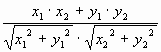 x₁ · x₂ + y₁ · y₂
√(x₁² + y₁²) · √(x₂² + y₂²)